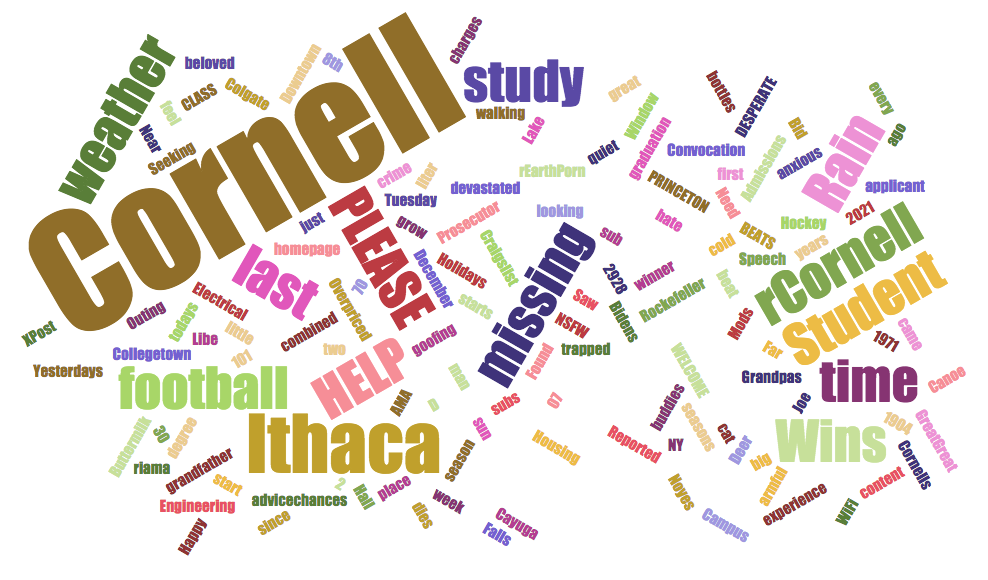 Cornell
weather
beloved
CLASS
Colgate
Downtown
8th
charges
study
walking
Lake
great
Window
bottles
DESPERATE
every
ago
feel
Near
Seeking
crime
liter
Tuesday
devastated
rEarthPorn
quiet
graduation
Convocation
first
Admissions
Bid
anxious
Rain
applicant
PRINCETON
Need
2021
just
PLEASE
grow
Prosecutor
looking
sub
hate
Hockey
BEATS
cold
Speech
years
rCornell
homepage
last
December
Holidays
Craigslist
missing
2928
winner
Rockefeller
beat
Student
XPost
Outing
todays
Electrical
Libe
little
combined
Overpriced
70
starts
saw
NSFW
Bidens
Mods
1971
came
Yesterdays
Collegetown
101
two
goofing
Found
trapped
WELCOME
Far
Grandpas
time
Canoe
football
HELP
man
AMA
D
subs
07
buddies
Joe
Buttermilk
30
degree
Ithaca
sun
season
Housing
Reported
NY
seasons
cat
Deer
Wins
1904
GreatGreat
riama
grandfather
start
Engineering
advicechances
2
Hall
place
big
armml
Cornells
content
Happy
since
flies
week
Cayuga
Falls
Noyes
Campus
experience
WiFi